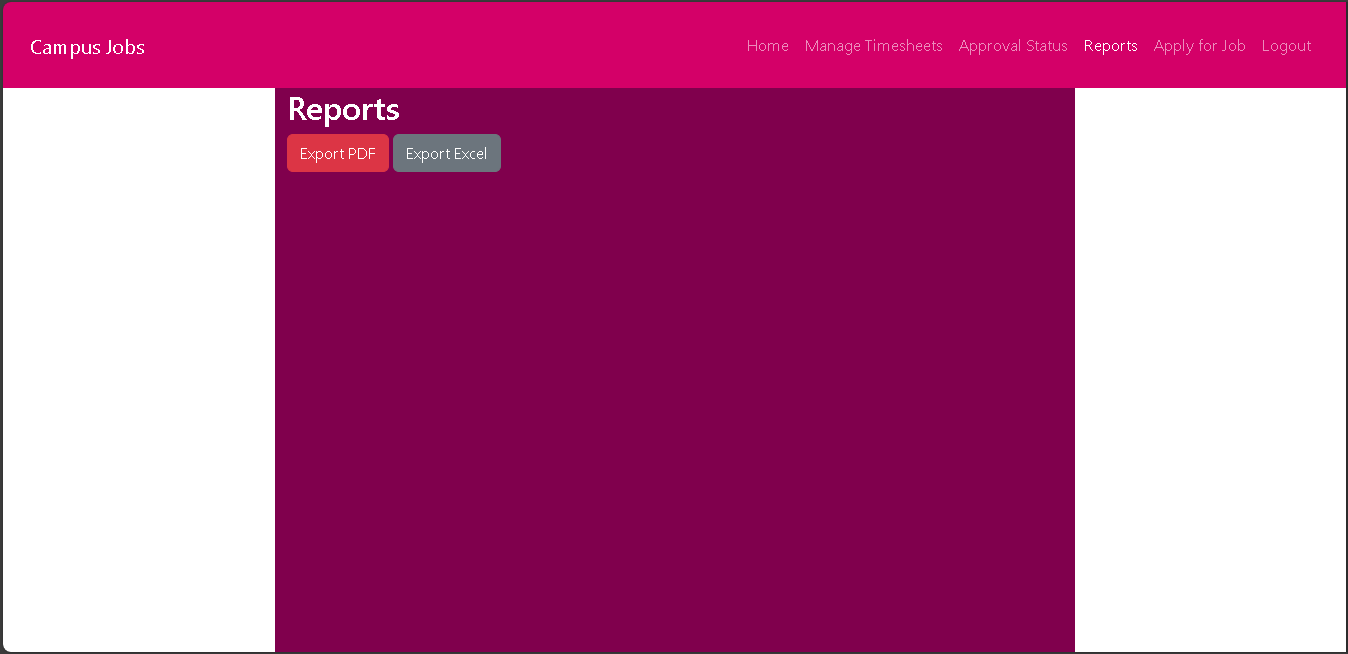 Campus Jobs
Home Manage Timesheets Approval Status Reports Apply for Job Logout
Reports
Export PDF Export Excel